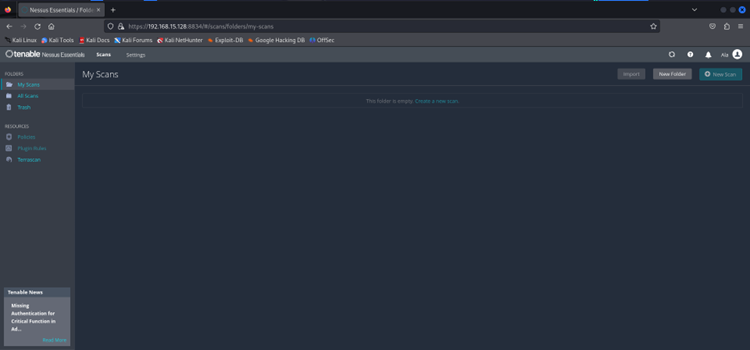 Nessus Essentials / Folde
https://192.168.15.128:8834/#/scans/folders/my-scans
Kali Linux Kali Tools Kali Docs Kali Forums Kali NetHunter Exploit-DB Google Hacking DB OffSec
tenable Nessus Essentials Scans Settings Ala
FOLDERS
My Scans
All Scans
Trash
RESOURCES
Policies
Plugin Rules
Terrascan
My Scans Import New Folder New Scan
This folder is empty. Create a new scan.
Tenable News
Missing
Authentication for
Critical Function in
Ad...
Read More